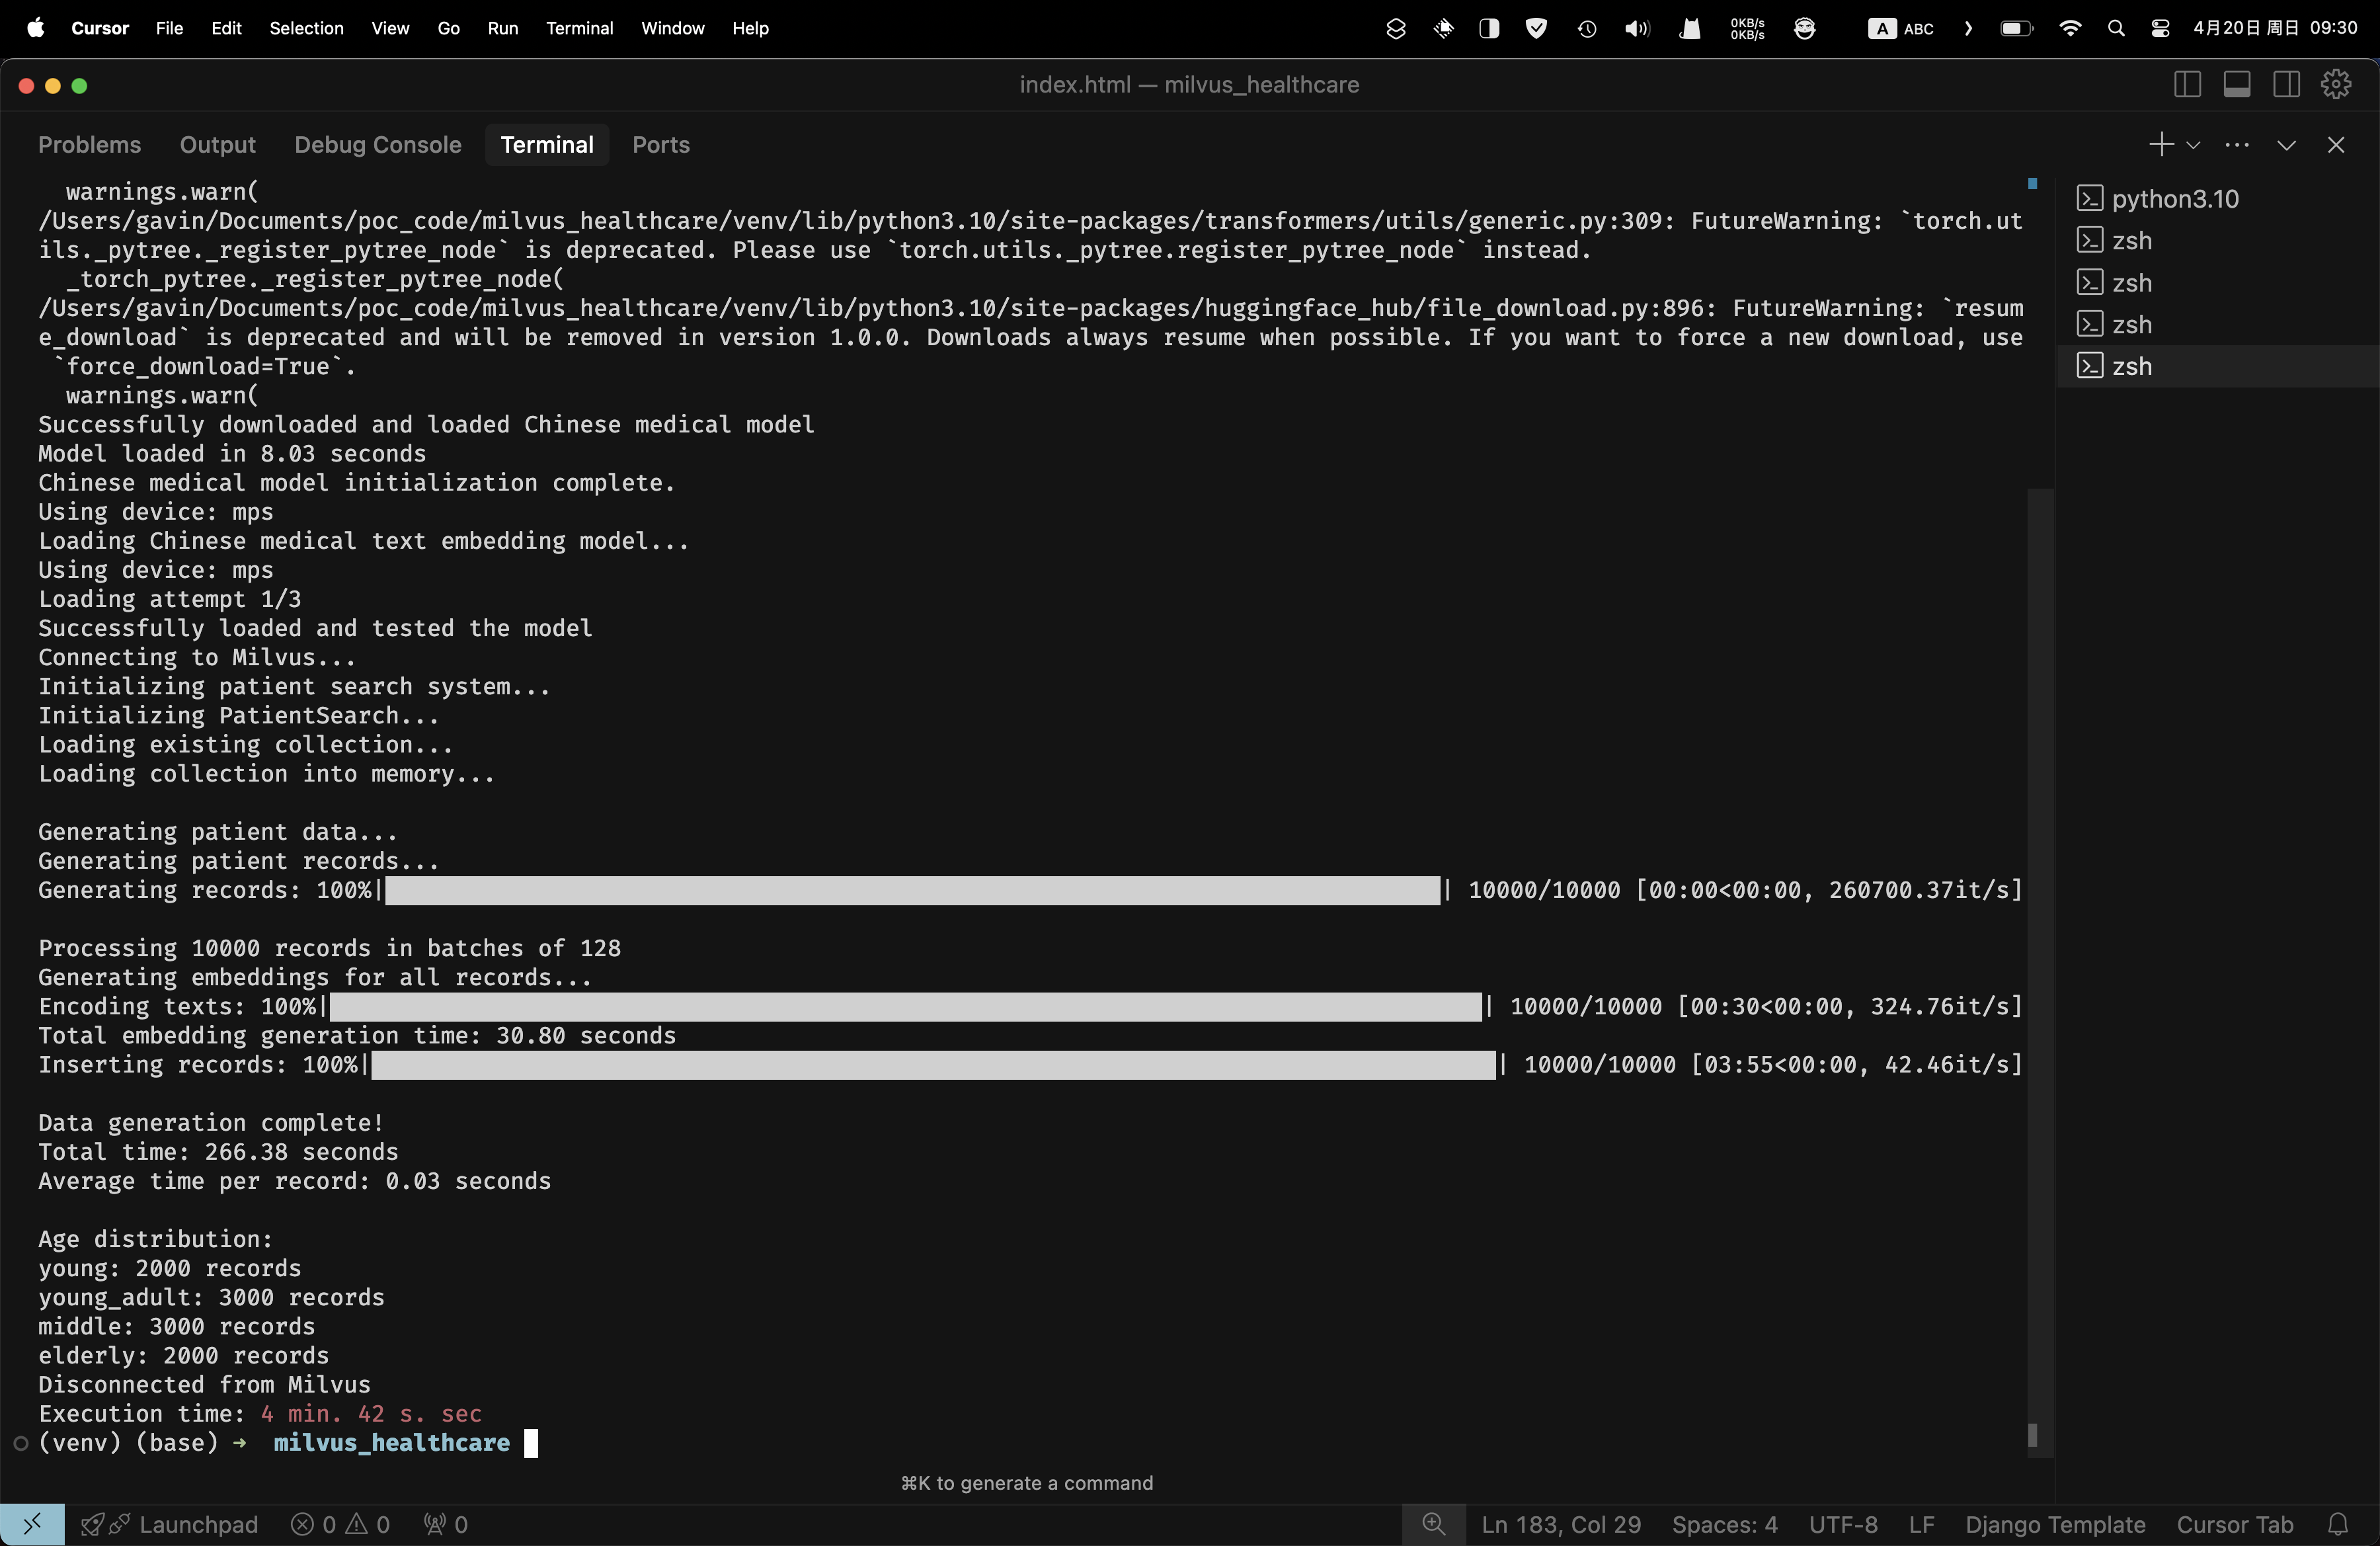 Cursor File Edit Selection View Go Run Terminal Window Help 0KB/s 0KB/s A ABC 4月20日 周日 09:30
index.html — milvus_healthcare
Problems Output Debug Console Terminal Ports
warnings.warn(
/Users/gavin/Documents/poc_code/milvus_healthcare/venv/lib/python3.10/site-packages/transformers/utils/generic.py:309: FutureWarning: `torch.ut
ils._pytree._register_pytree_node` is deprecated. Please use `torch.utils._pytree.register_pytree_node` instead.
_torch_pytree._register_pytree_node(
/Users/gavin/Documents/poc_code/milvus_healthcare/venv/lib/python3.10/site-packages/huggingface_hub/file_download.py:896: FutureWarning: `resum
e_download` is deprecated and will be removed in version 1.0.0. Downloads always resume when possible. If you want to force a new download, use
`force_download=True`.
warnings.warn(
Successfully downloaded and loaded Chinese medical model
Model loaded in 8.03 seconds
Chinese medical model initialization complete.
Using device: mps
Loading Chinese medical text embedding model...
Using device: mps
Loading attempt 1/3
Successfully loaded and tested the model
Connecting to Milvus...
Initializing patient search system...
Initializing PatientSearch...
Loading existing collection...
Loading collection into memory...
Generating patient data...
Generating patient records...
Generating records: 100%| | 10000/10000 [00:00<00:00, 260700.37it/s]
Processing 10000 records in batches of 128
Generating embeddings for all records...
Encoding texts: 100%| | 10000/10000 [00:30<00:00, 324.76it/s]
Total embedding generation time: 30.80 seconds
Inserting records: 100%| | 10000/10000 [03:55<00:00, 42.46it/s]
Data generation complete!
Total time: 266.38 seconds
Average time per record: 0.03 seconds
Age distribution:
young: 2000 records
young_adult: 3000 records
middle: 3000 records
elderly: 2000 records
Disconnected from Milvus
Execution time: 4 min. 42 s. sec
(venv) (base) → milvus_healthcare
python3.10
zsh
zsh
zsh
zsh
⌘K to generate a command
Launchpad 0 0 0 Ln 183, Col 29 Spaces: 4 UTF-8 LF Django Template Cursor Tab